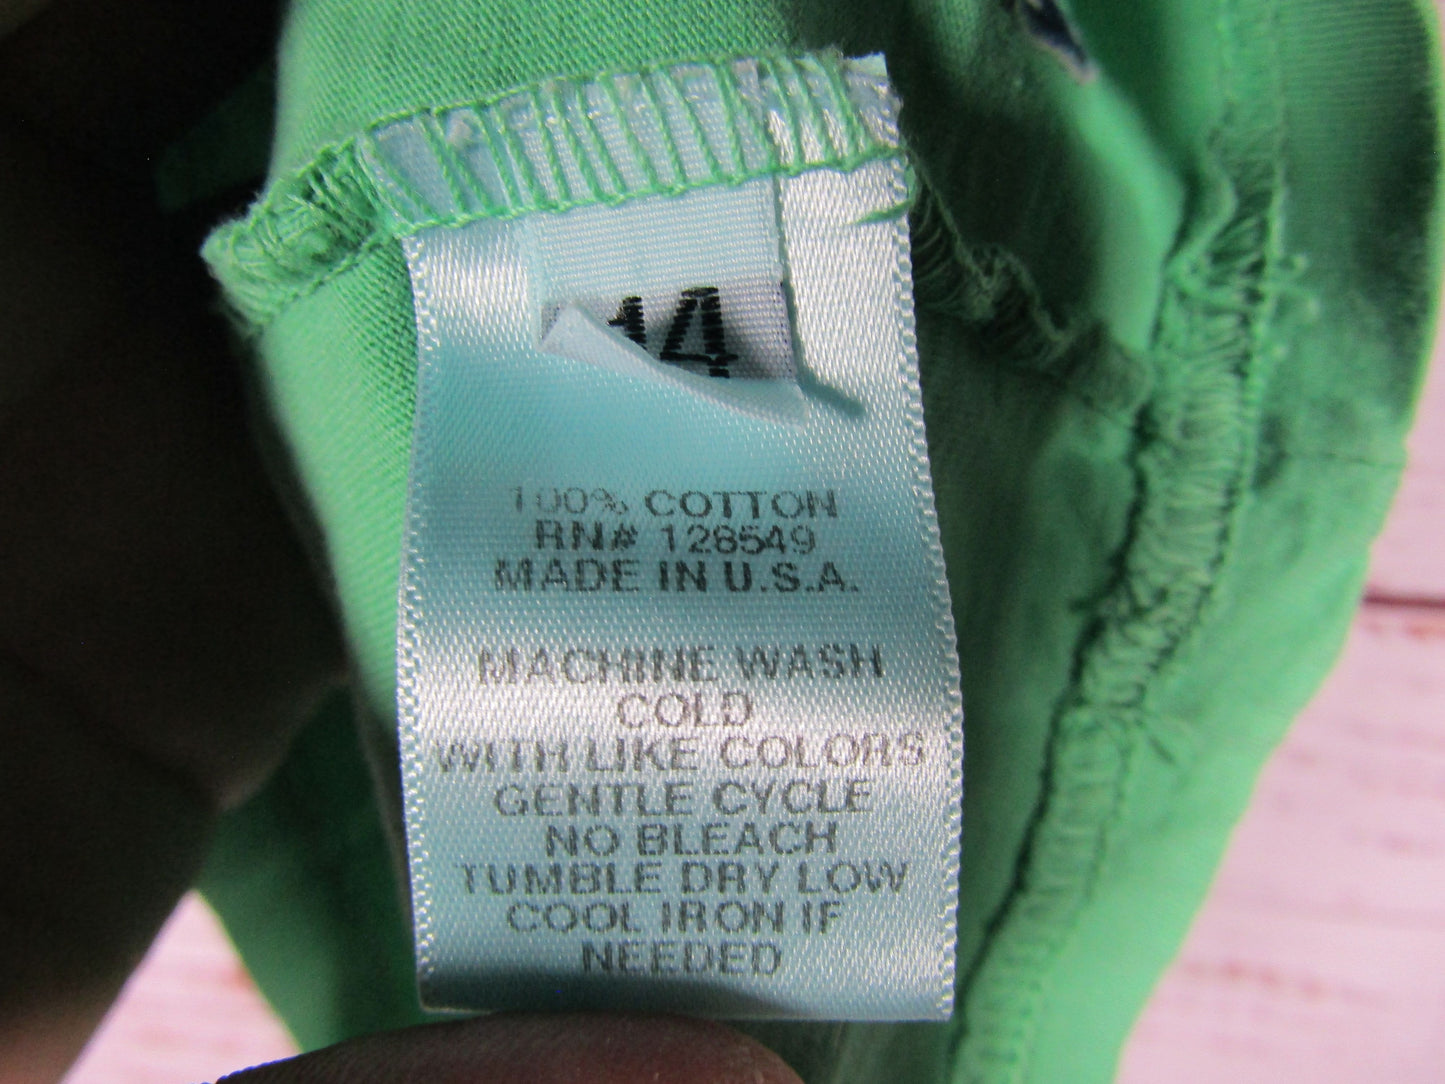 14
100% COTTON
RN# 128549
MADE IN U.S.A.
MACHINE WASH
COLD
WITH LIKE COLORS
GENTLE CYCLE
NO BLEACH
TUMBLE DRY LOW
COOL IRON IF
NEEDED